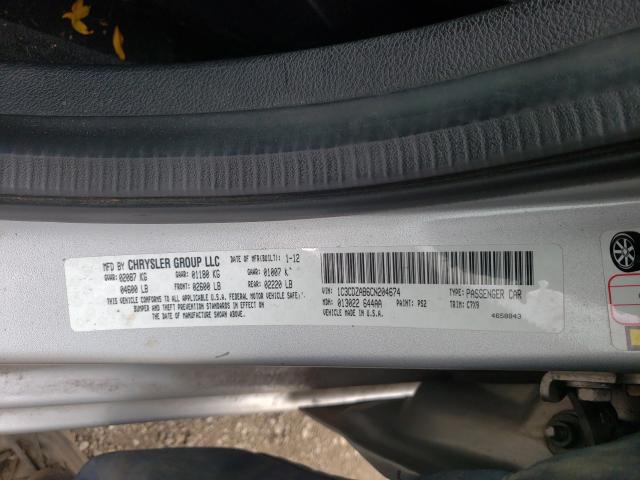 MFD BY CHRYSLER GROUP LLC DATE OF MFR(BUILT): 1-12
GVWR: 02087 KG GAWR: 01180 KG GAWR: 01007 K
04600 LB FRONT: 02600 LB REAR: 02220 LB
THIS VEHICLE CONFORMS TO ALL APPLICABLE U.S.A. FEDERAL MOTOR VEHICLE SAFETY,
BUMPER AND THEFT PREVENTION STANDARDS IN EFFECT ON
THE DATE OF MANUFACTURE SHOWN ABOVE.
VIN: 1C3CDZAB6CN204674 TYPE: PASSENGER CAR
MDH: 013022 644A0 PAINT: PS2 TRIM: C7X9
VEHICLE MADE IN U.S.A. 4658043